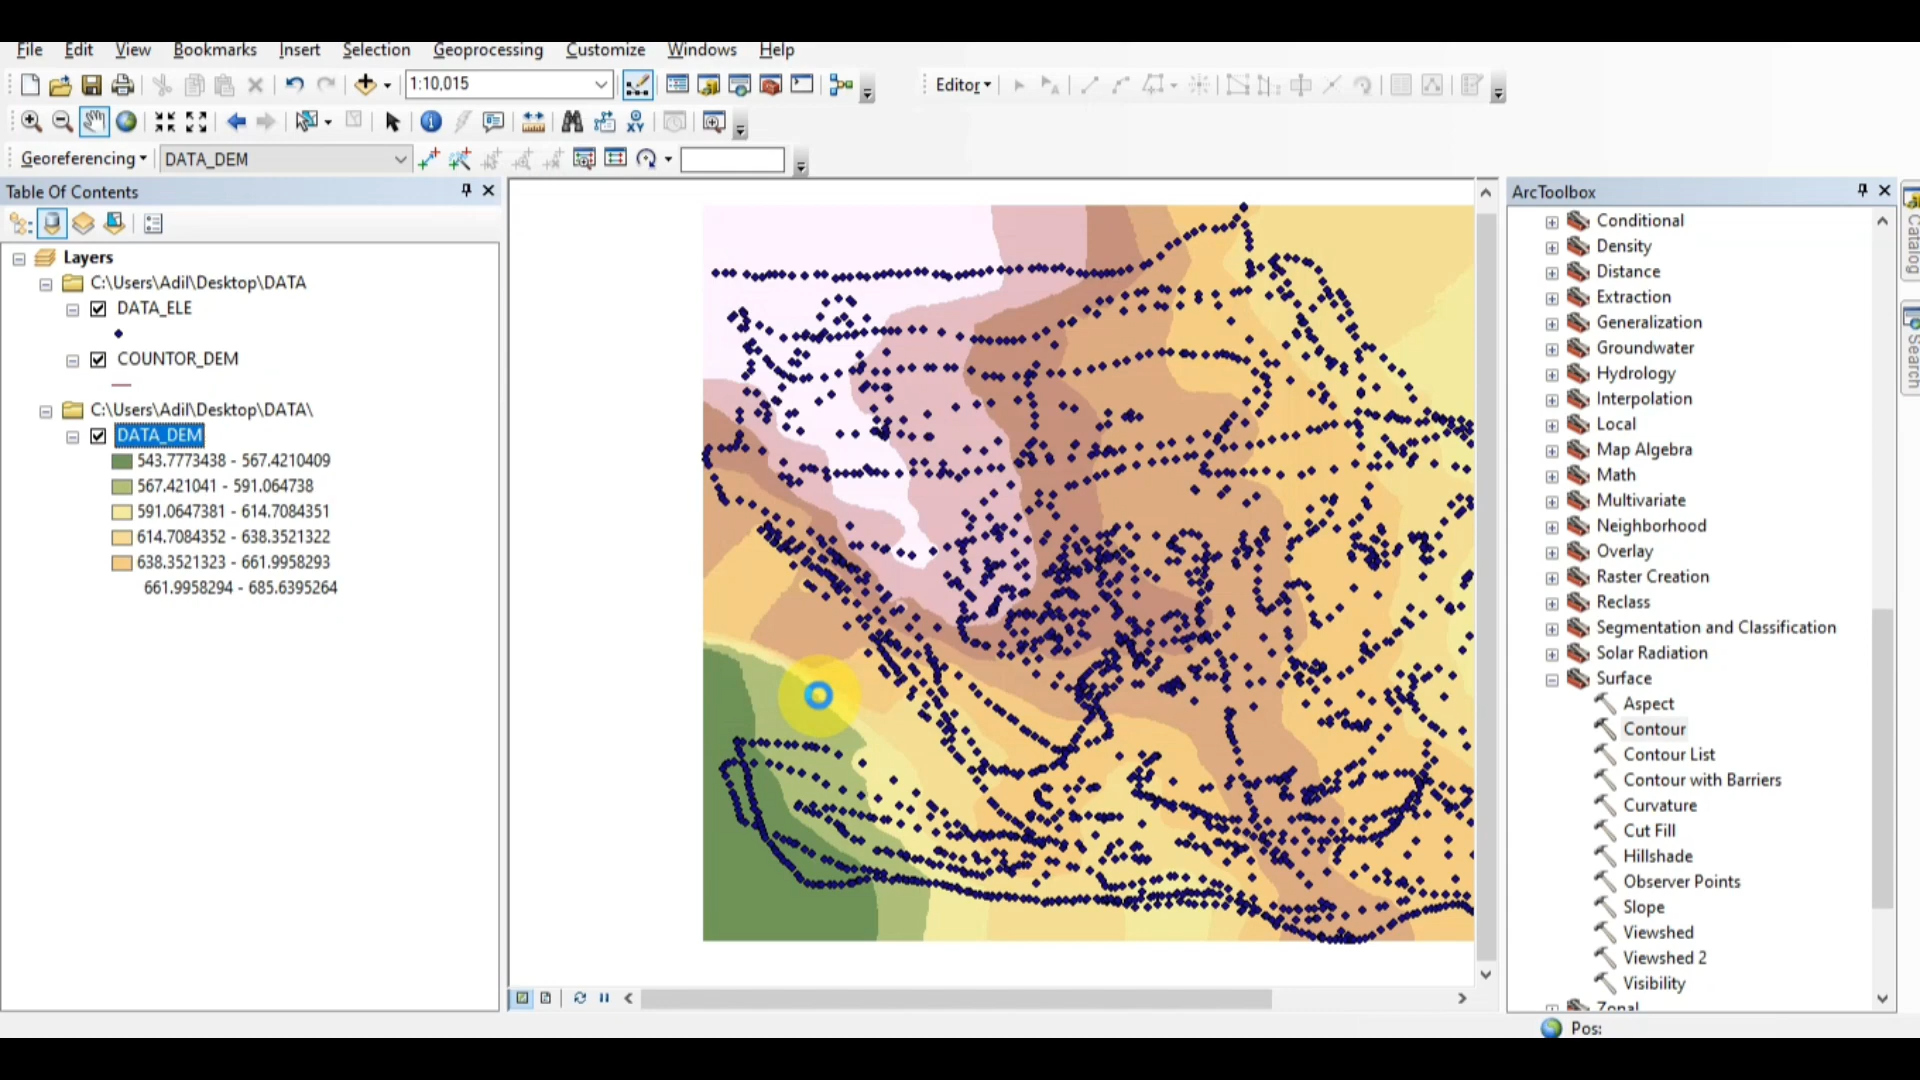 File Edit View Bookmarks Insert Selection Geoprocessing Customize Windows Help
1:10,015 Editor
XY
Georeferencing DATA_DEM
Table Of Contents
Layers
C:\Users\Adil\Desktop\DATA
DATA_ELE
COUNTOR_DEM
C:\Users\Adil\Desktop\DATA\
DATA_DEM
543.7773438 - 567.4210409
567.421041 - 591.064738
591.0647381 - 614.7084351
614.7084352 - 638.3521322
638.3521323 - 661.9958293
661.9958294 - 685.6395264
ArcToolbox
Conditional
Density
Distance
Extraction
Generalization
Groundwater
Hydrology
Interpolation
Local
Map Algebra
Math
Multivariate
Neighborhood
Overlay
Raster Creation
Reclass
Segmentation and Classification
Solar Radiation
Surface
Aspect
Contour
Contour List
Contour with Barriers
Curvature
Cut Fill
Hillshade
Observer Points
Slope
Viewshed
Viewshed 2
Visibility
Zonal
Catalog
Search
Pos: